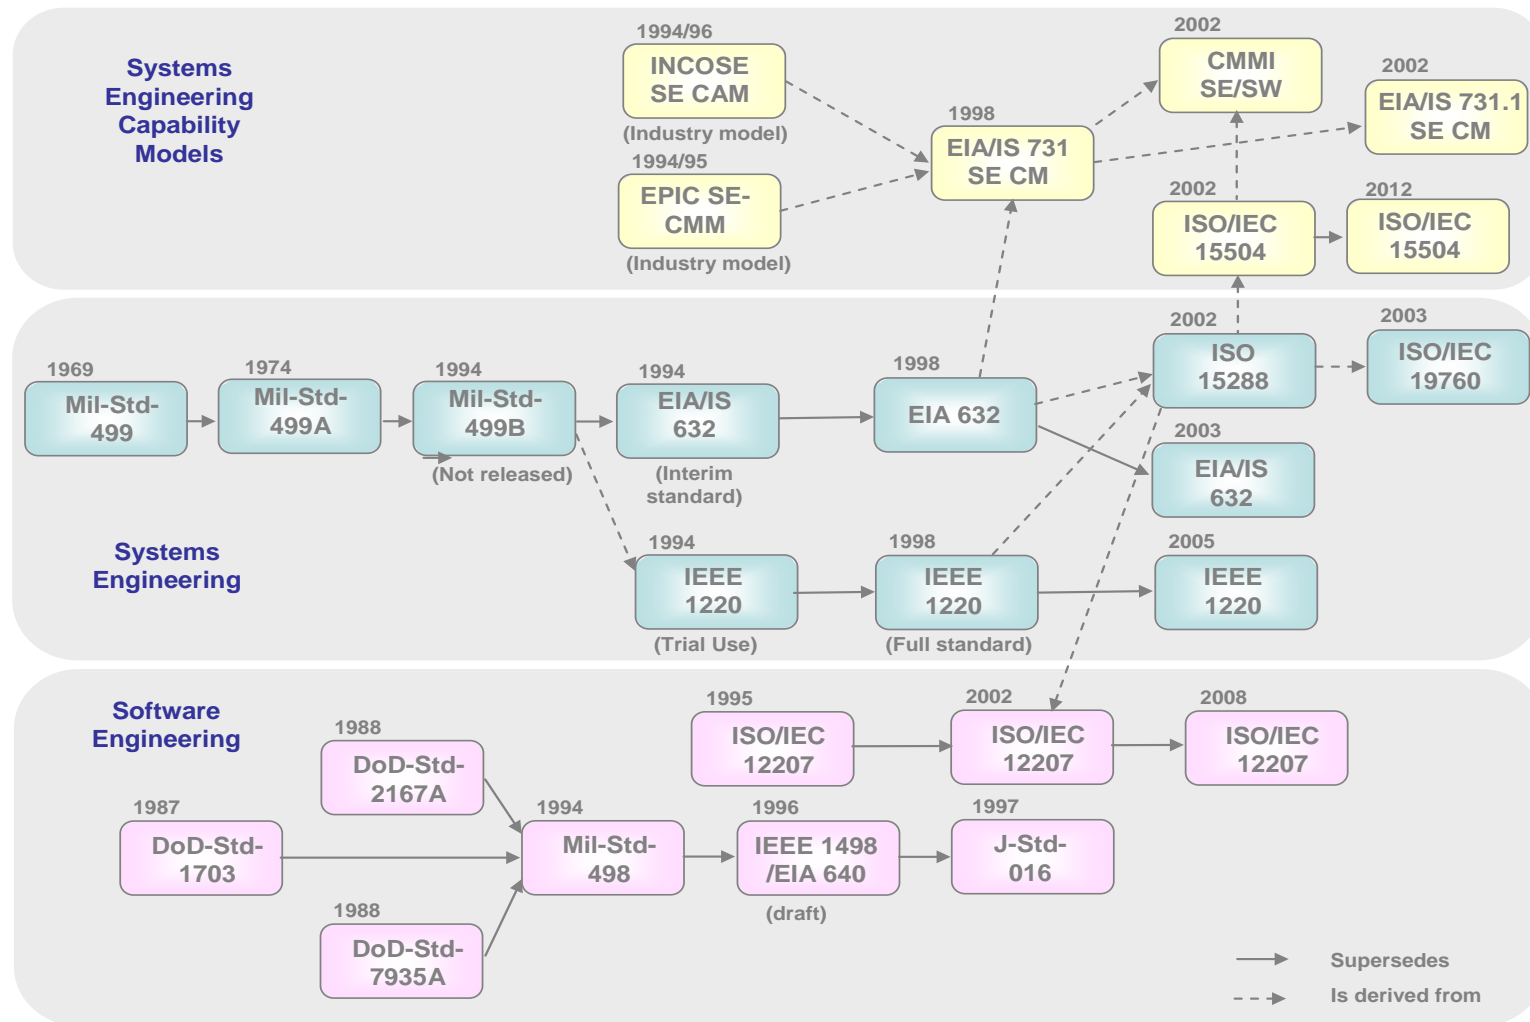 Systems
Engineering
Capability
Models
1994/96
INCOSE
SE CAM
(Industry model)
1994/95
EPIC SE-
CMM
(Industry model)
1998
EIA/IS 731
SE CM
2002
CMMI
SE/SW
2002
EIA/IS 731.1
SE CM
2002
ISO/IEC
15504
2012
ISO/IEC
15504
1969
Mil-Std-
499
1974
Mil-Std-
499A
1994
Mil-Std-
499B
(Not released)
1994
EIA/IS
632
(Interim
standard)
1998
EIA 632
2002
ISO
15288
2003
ISO/IEC
19760
2003
EIA/IS
632
Systems
Engineering
1994
IEEE
1220
(Trial Use)
1998
IEEE
1220
(Full standard)
2005
IEEE
1220
Software
Engineering
1995
ISO/IEC
12207
2002
ISO/IEC
12207
2008
ISO/IEC
12207
1988
DoD-Std-
2167A
1987
DoD-Std-
1703
1988
DoD-Std-
7935A
1994
Mil-Std-
498
1996
IEEE 1498
/EIA 640
(draft)
1997
J-Std-
016
Supersedes
Is derived from